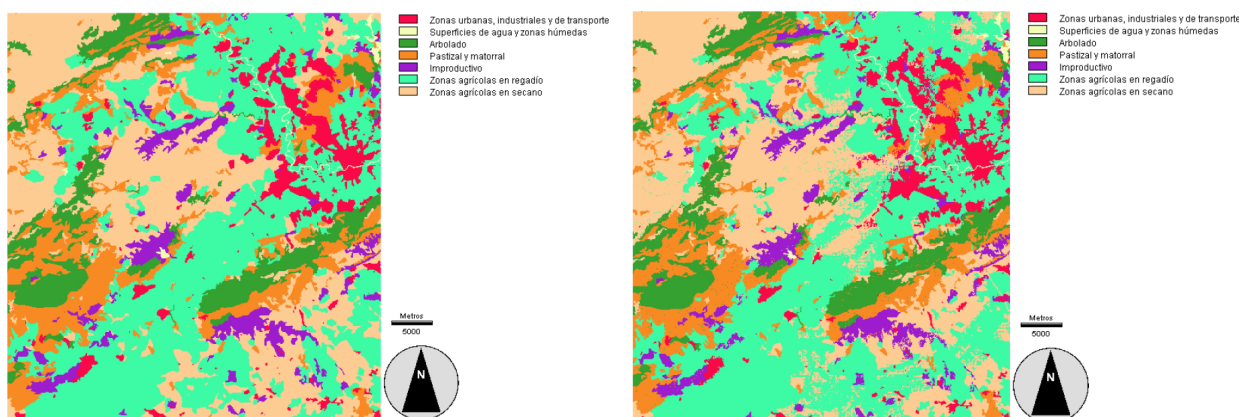 Zonas urbanas, industriales y de transporte
Superficies de agua y zonas húmedas
Arbolado
Pastizal y matorral
Improductivo
Zonas agrícolas en regadío
Zonas agrícolas en secano
Metros
5000
N
Zonas urbanas, industriales y de transporte
Superficies de agua y zonas húmedas
Arbolado
Pastizal y matorral
Improductivo
Zonas agrícolas en regadío
Zonas agrícolas en secano
Metros
5000
N